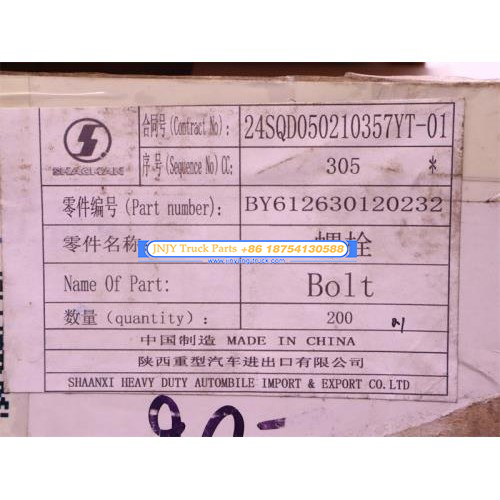 合同号(Contract No): 24SQD050210357YT-01
SHACMAN 序号(Sequence No)CC: 305 *
零件编号(Part number): BY612630120232
零件名称 螺栓
JNJY Truck Parts +86 18754130588
Name Of Part: Bolt
数量(quantity): 200
中国制造 MADE IN CHINA
陕西重型汽车进出口有限公司
SHAANXI HEAVY DUTY AUTOMBILE IMPORT & EXPORT CO.LTD